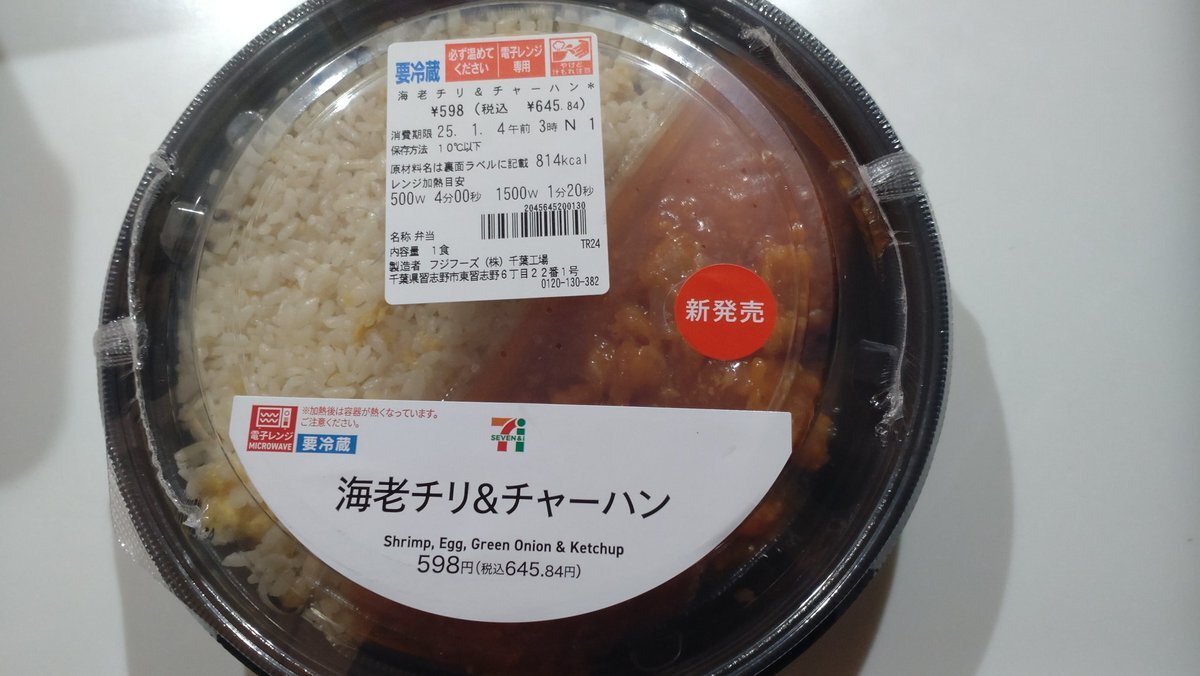 要冷蔵
必ず温めて
ください
電子レンジ
専用
やけど
汁もれ注意
海老チリ&チャーハン*
¥598 (税込 ¥645.84)
消費期限 25. 1. 4午前 3時 N 1
保存方法 10℃以下
原材料名は裏面ラベルに記載 814kcal
レンジ加熱目安
500W 4分00秒 1500W 1分20秒
2045645200130
TR24
名称 弁当
内容量 1食
製造者 フジフーズ(株)千葉工場
千葉県習志野市東習志野6丁目22番1号
0120-130-382
新発売
電子レンジ
MICROWAVE
※加熱後は容器が熱くなっています。
ご注意ください。
要冷蔵
7i
SEVEN&i
海老チリ&チャーハン
Shrimp, Egg, Green Onion & Ketchup
598円(税込645.84円)